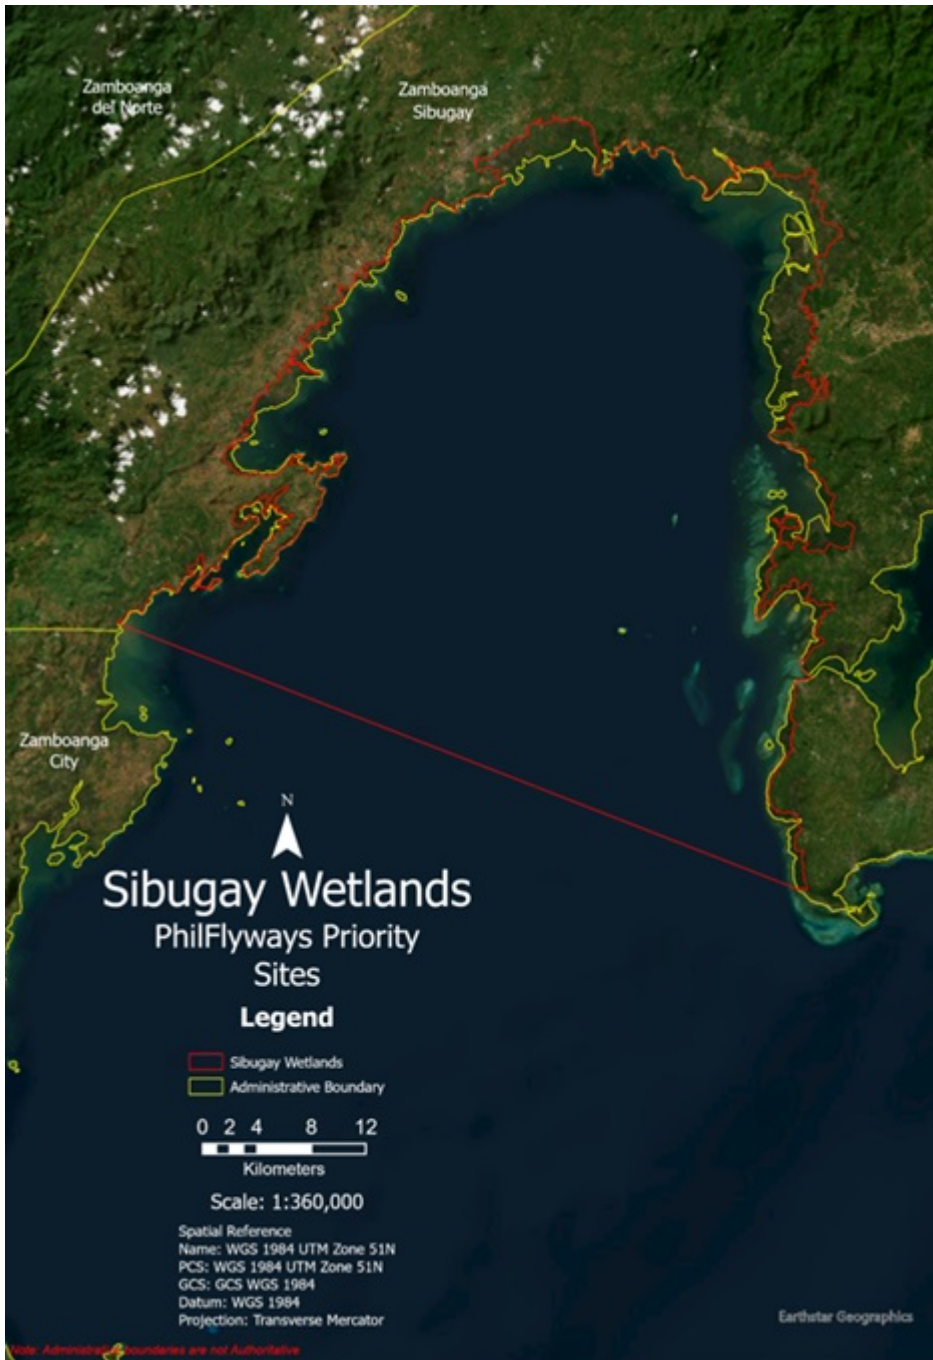 Zamboanga
del Norte
Zamboanga
Sibugay
Zamboanga
City
N
Sibugay Wetlands
PhilFlyways Priority
Sites
Legend
Sibugay Wetlands
Administrative Boundary
0 2 4 8 12
Kilometers
Scale: 1:360,000
Spatial Reference
Name: WGS 1984 UTM Zone 51N
PCS: WGS 1984 UTM Zone 51N
GCS: GCS WGS 1984
Datum: WGS 1984
Projection: Transverse Mercator
Earthstar Geographics
Note: Administrative boundaries are not Authoritative